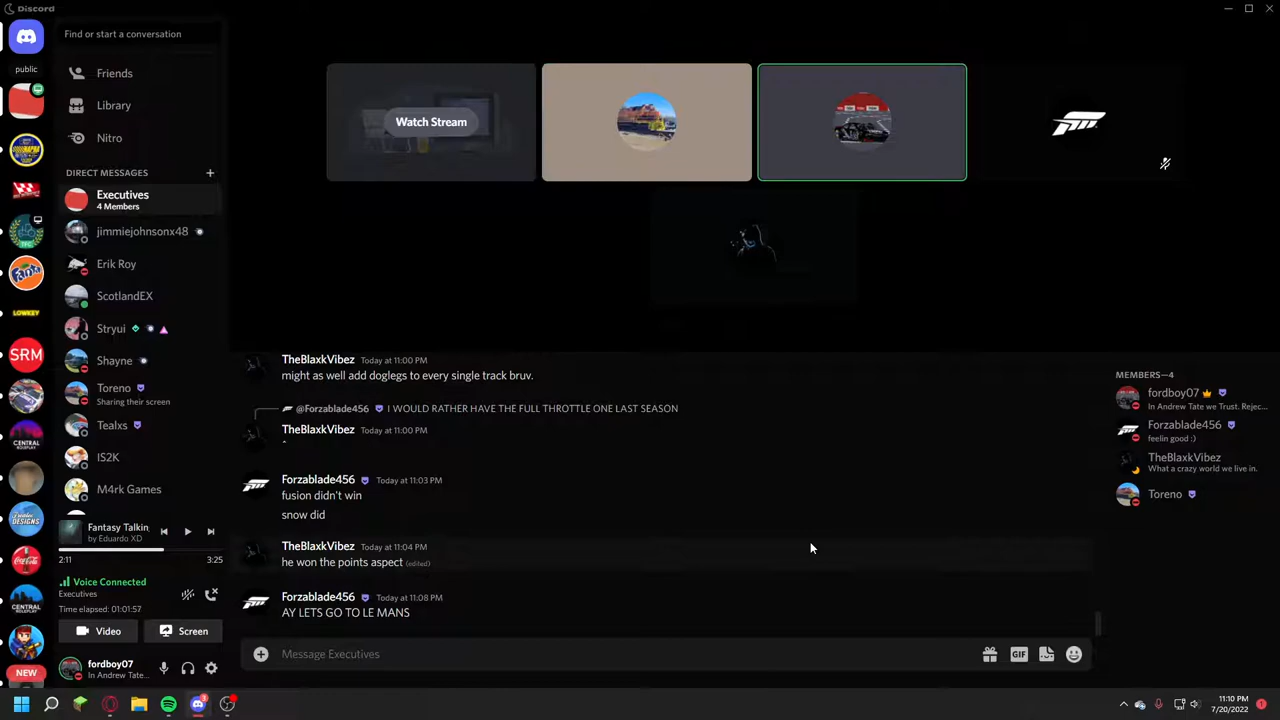 Discord
Find or start a conversation
public
Friends
Library
Nitro
DIRECT MESSAGES
Executives
4 Members
jimmiejohnsonx48
Erik Roy
ScotlandEX
Stryui
Shayne
Toreno
Sharing their screen
Tealxs
IS2K
M4rk Games
Fantasy Talkin
by Eduardo XD
2:11
3:25
Voice Connected
Executives
Time elapsed: 01:01:57
Video
Screen
fordboy07
In Andrew Tate...
LOWKEY
SRM
CENTRAL
Fanta
DESIGNS
Coca-Cola
CENTRAL
NEW
Watch Stream
TheBlaxkVibez Today at 11:00 PM
might as well add doglegs to every single track bruv.
@Forzablade456 I WOULD RATHER HAVE THE FULL THROTTLE ONE LAST SEASON
TheBlaxkVibez Today at 11:00 PM
^
Forzablade456 Today at 11:03 PM
fusion didn't win
snow did
TheBlaxkVibez Today at 11:04 PM
he won the points aspect (edited)
Forzablade456 Today at 11:08 PM
AY LETS GO TO LE MANS
Message Executives
GIF
MEMBERS—4
fordboy07
In Andrew Tate we Trust. Rejec...
Forzablade456
feelin good :)
TheBlaxkVibez
What a crazy world we live in.
Toreno
11:10 PM
7/20/2022